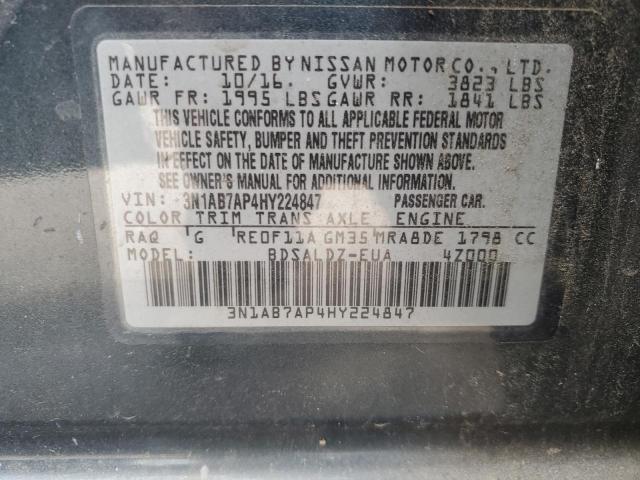 MANUFACTURED BY NISSAN MOTOR CO., LTD.
DATE: 10/16. GVWR: 3823 LBS
GAWR FR: 1995 LBS GAWR RR: 1841 LBS
THIS VEHICLE CONFORMS TO ALL APPLICABLE FEDERAL MOTOR
VEHICLE SAFETY, BUMPER AND THEFT PREVENTION STANDARDS
IN EFFECT ON THE DATE OF MANUFACTURE SHOWN ABOVE.
SEE OWNER'S MANUAL FOR ADDITIONAL INFORMATION.
VIN: 3N1AB7AP4HY224847 PASSENGER CAR.
COLOR TRIM TRANS AXLE ENGINE
RAQ G RE0F11A GM35 MRA8DE 1798 CC
MODEL: BDSALDZ-EUA 4Z000
3N1AB7AP4HY224847